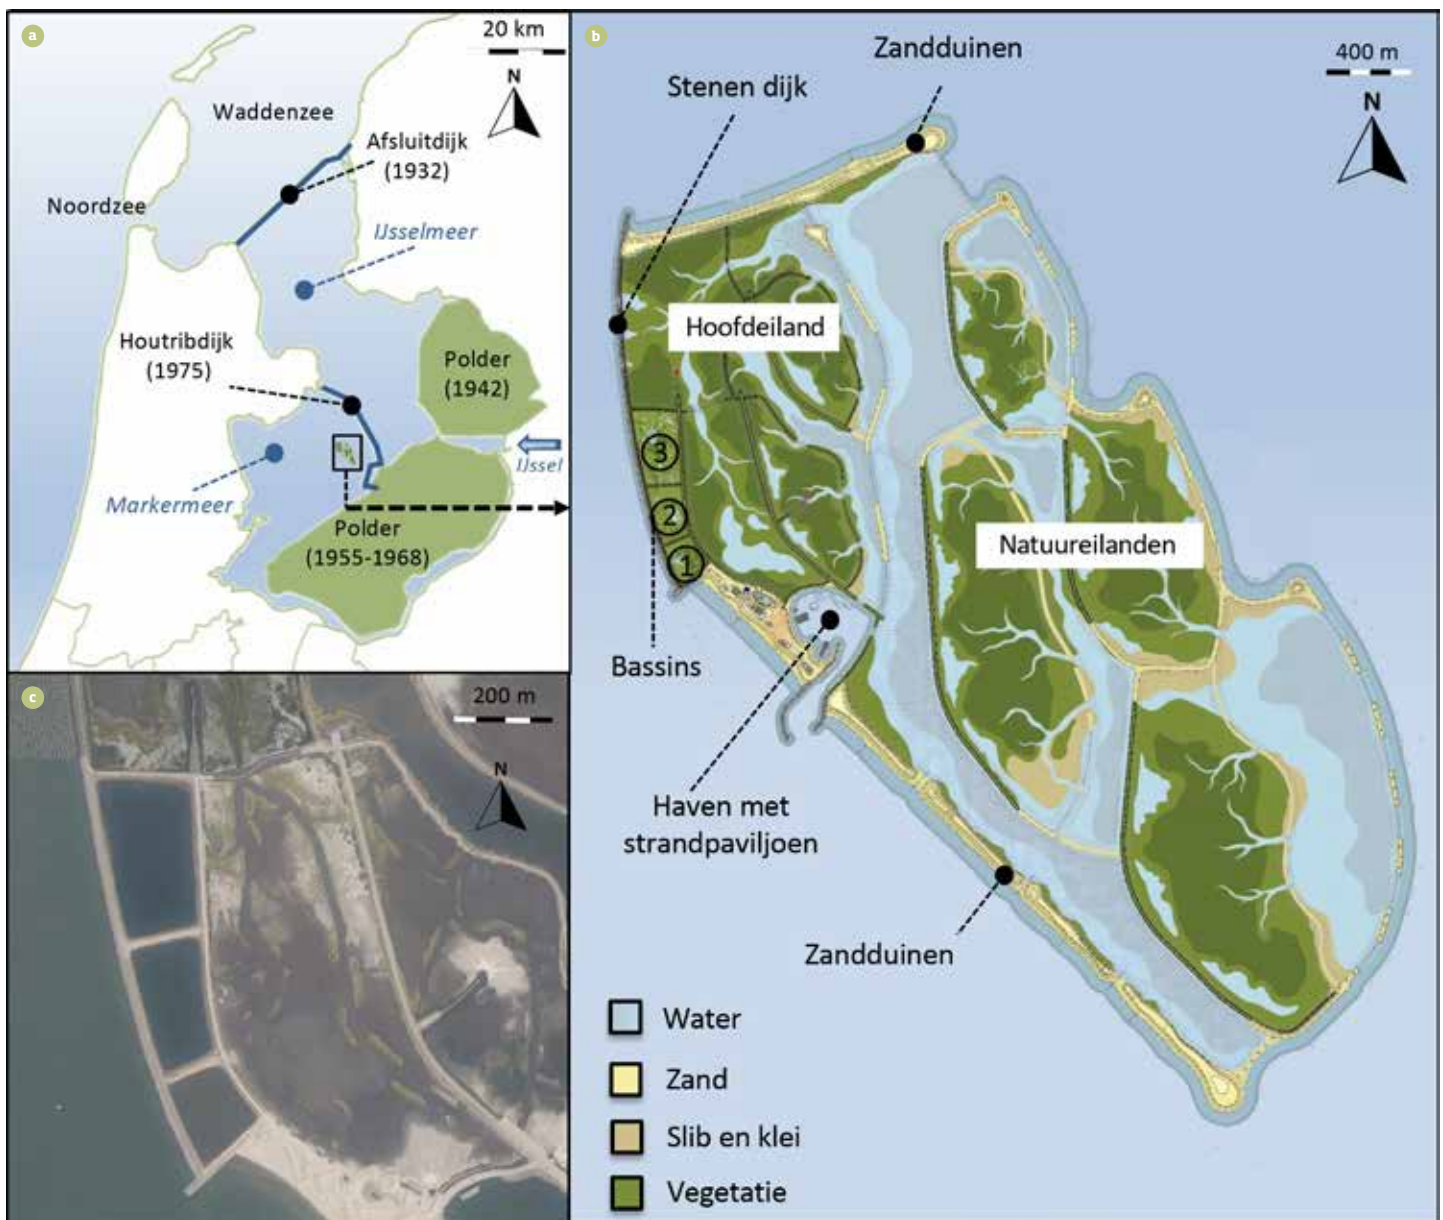 a
20 km
N
Waddenzee
Afsluitdijk
(1932)
Noordzee
IJsselmeer
Houtribdijk
(1975)
Polder
(1942)
IJssel
Markermeer
Polder
(1955-1968)
b
Zandduinen
400 m
Stenen dijk
N
Hoofdeiland
3
2
1
Natuureilanden
Bassins
Haven met
strandpaviljoen
Zandduinen
Water
Zand
Slib en klei
Vegetatie
c
200 m
N